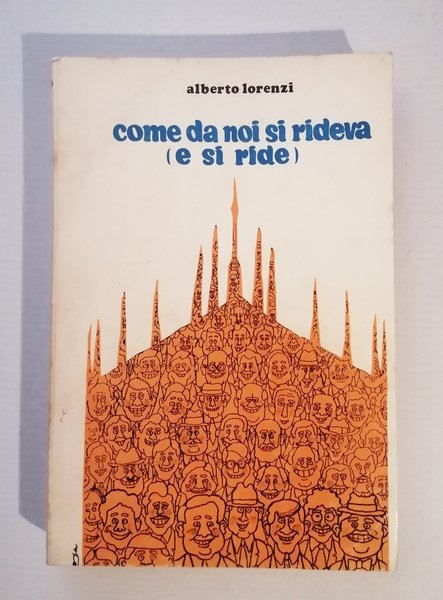 alberto lorenzi
come da noi si rideva
(e si ride)